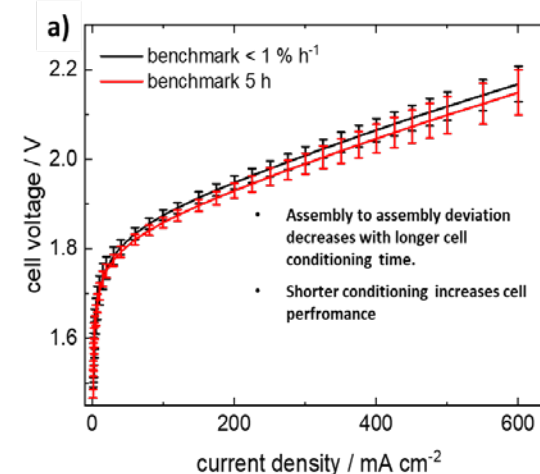 a)
benchmark < 1 % h⁻¹
benchmark 5 h
2.2
2.0
1.8
1.6
cell voltage / V
• Assembly to assembly deviation
decreases with longer cell
conditioning time.
• Shorter conditioning increases cell
perfromance
0
200
400
600
current density / mA cm⁻²